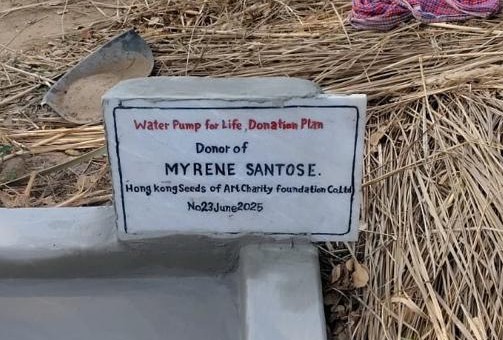 Water Pump for Life, Donation Plan
Donor of
MYRENE SANTOSE.
Hong kong Seeds of Art Charity foundation Co.Ltd
No23June2025